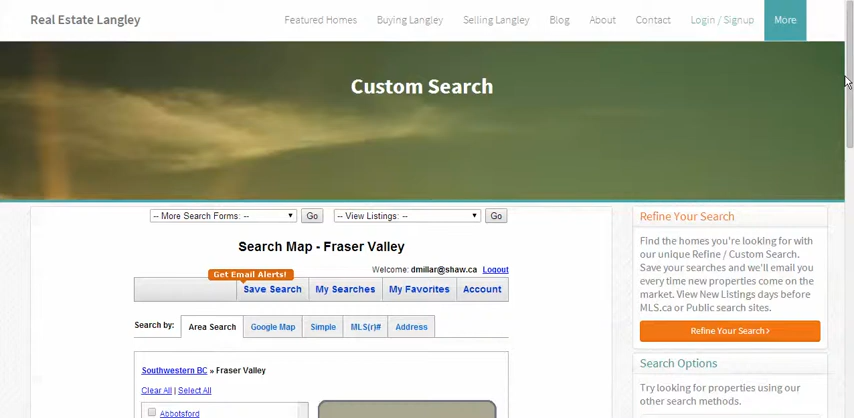 Real Estate Langley
Featured Homes Buying Langley Selling Langley Blog About Contact Login / Signup More
Custom Search
-- More Search Forms: -- Go -- View Listings: -- Go
Search Map - Fraser Valley
Welcome: dmillar@shaw.ca Logout
Get Email Alerts!
Save Search My Searches My Favorites Account
Search by: Area Search Google Map Simple MLS(r)# Address
Southwestern BC » Fraser Valley
Clear All | Select All
Abbotsford
Refine Your Search
Find the homes you're looking for with
our unique Refine / Custom Search.
Save your searches and we'll email you
every time new properties come on the
market. View New Listings days before
MLS.ca or Public search sites.
Refine Your Search >
Search Options
Try looking for properties using our
other search methods.